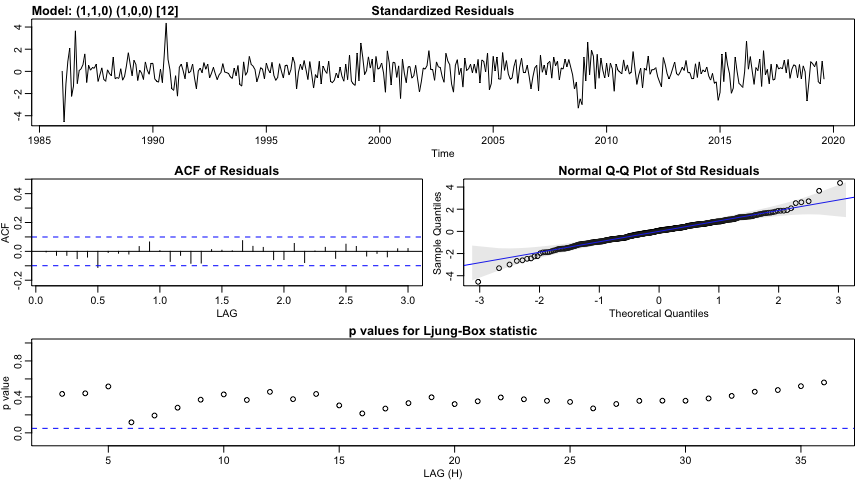 Model: (1,1,0) (1,0,0) [12]
Standardized Residuals
4
2
0
-2
-4
1985 1990 1995 2000 2005 2010 2015 2020
Time
ACF of Residuals
ACF
0.4
0.2
0.0
-0.2
0.0 0.5 1.0 1.5 2.0 2.5 3.0
LAG
Normal Q-Q Plot of Std Residuals
Sample Quantiles
4
2
0
-2
-4
-3 -2 -1 0 1 2 3
Theoretical Quantiles
p values for Ljung-Box statistic
p value
0.8
0.4
0.0
5 10 15 20 25 30 35
LAG (H)